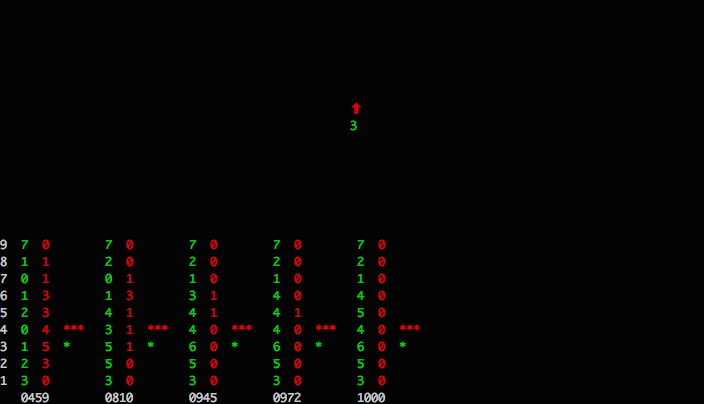 3
9 7 0 7 0 7 0 7 0 7 0
8 1 1 2 0 2 0 2 0 2 0
7 0 1 0 1 1 0 1 0 1 0
6 1 3 1 3 3 1 4 0 4 0
5 2 3 4 1 4 1 4 1 5 0
4 0 4 *** 3 1 *** 4 0 *** 4 0 *** 4 0 ***
3 1 5 * 5 1 * 6 0 * 6 0 * 6 0 *
2 2 3 5 0 5 0 5 0 5 0
1 3 0 3 0 3 0 3 0 3 0
0459 0810 0945 0972 1000